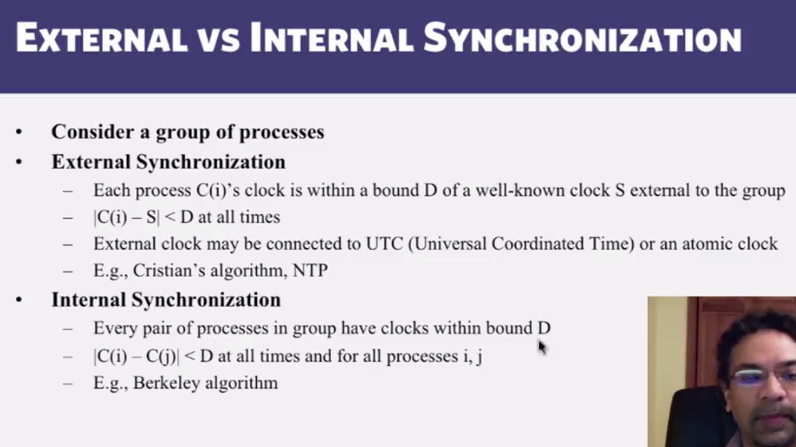 EXTERNAL VS INTERNAL SYNCHRONIZATION
• Consider a group of processes
• External Synchronization
– Each process C(i)'s clock is within a bound D of a well-known clock S external to the group
– |C(i) – S| < D at all times
– External clock may be connected to UTC (Universal Coordinated Time) or an atomic clock
– E.g., Cristian's algorithm, NTP
• Internal Synchronization
– Every pair of processes in group have clocks within bound D
– |C(i) – C(j)| < D at all times and for all processes i, j
– E.g., Berkeley algorithm